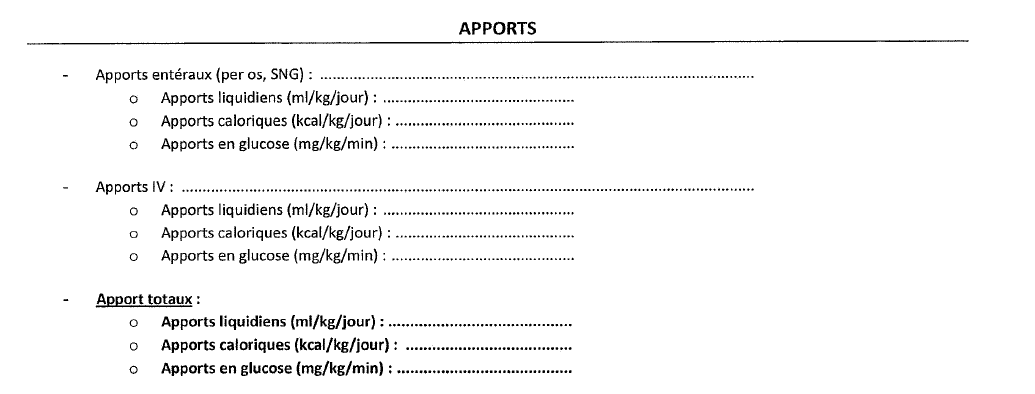 APPORTS
- Apports entéraux (per os, SNG) : ........................................................................................................
o Apports liquidiens (ml/kg/jour) : ..............................................
o Apports caloriques (kcal/kg/jour) : ...........................................
o Apports en glucose (mg/kg/min) : ............................................
- Apports IV : .........................................................................................................................................
o Apports liquidiens (ml/kg/jour) : ..............................................
o Apports caloriques (kcal/kg/jour) : ...........................................
o Apports en glucose (mg/kg/min) : ............................................
- Apport totaux :
o Apports liquidiens (ml/kg/jour) : ............................................
o Apports caloriques (kcal/kg/jour) : ........................................
o Apports en glucose (mg/kg/min) : ..........................................